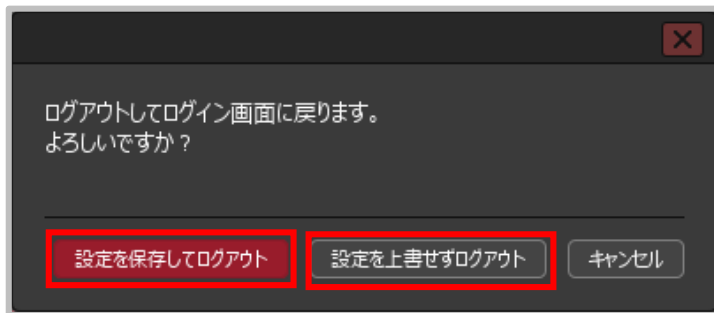 ログアウトしてログイン画面に戻ります。
よろしいですか？
設定を保存してログアウト
設定を上書せずログアウト
キャンセル